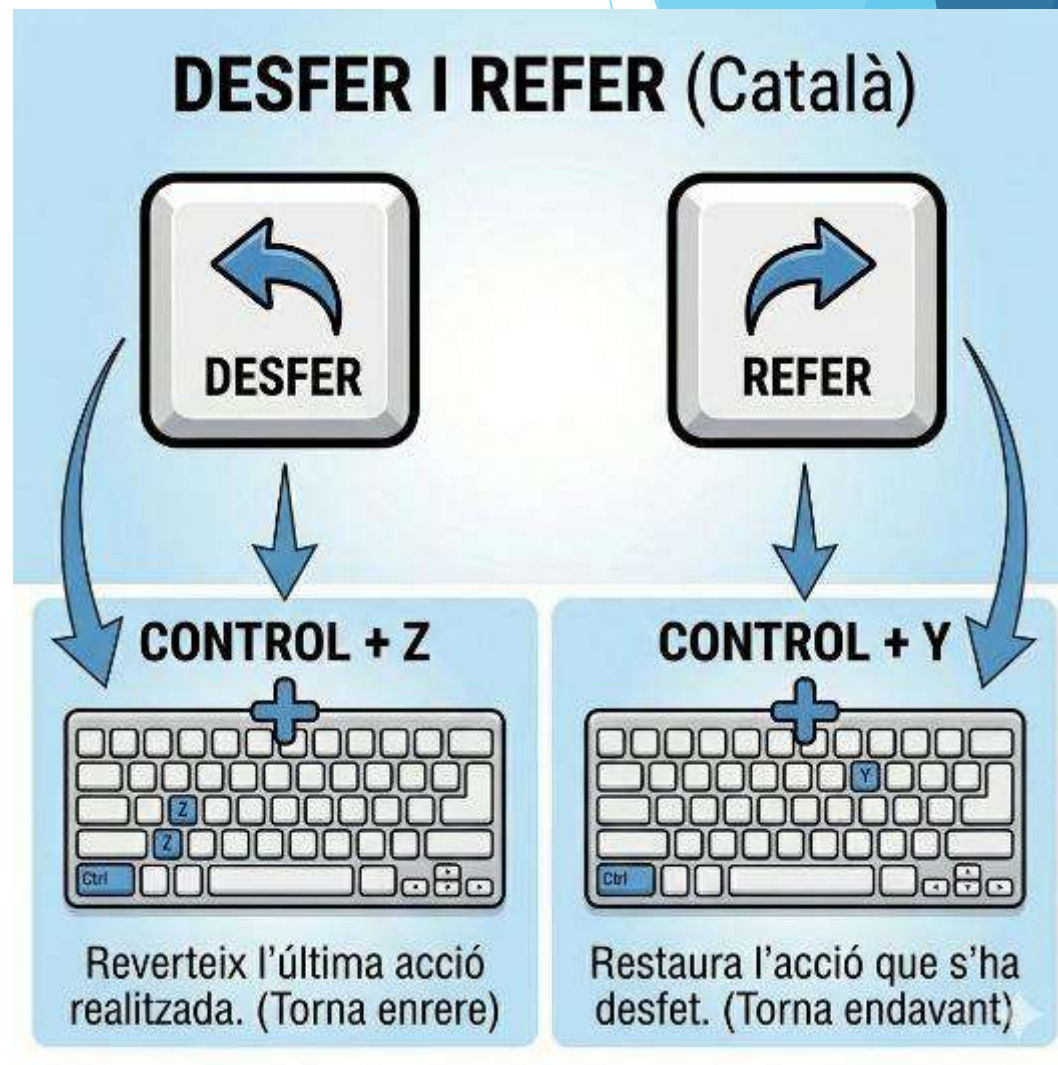 DESFER I REFER (Català)
DESFER
REFER
CONTROL + Z
Z
Z
Ctrl
Reverteix l'última acció
realitzada. (Torna enrere)
CONTROL + Y
Y
Ctrl
Restaura l'acció que s'ha
desfet. (Torna endavant)